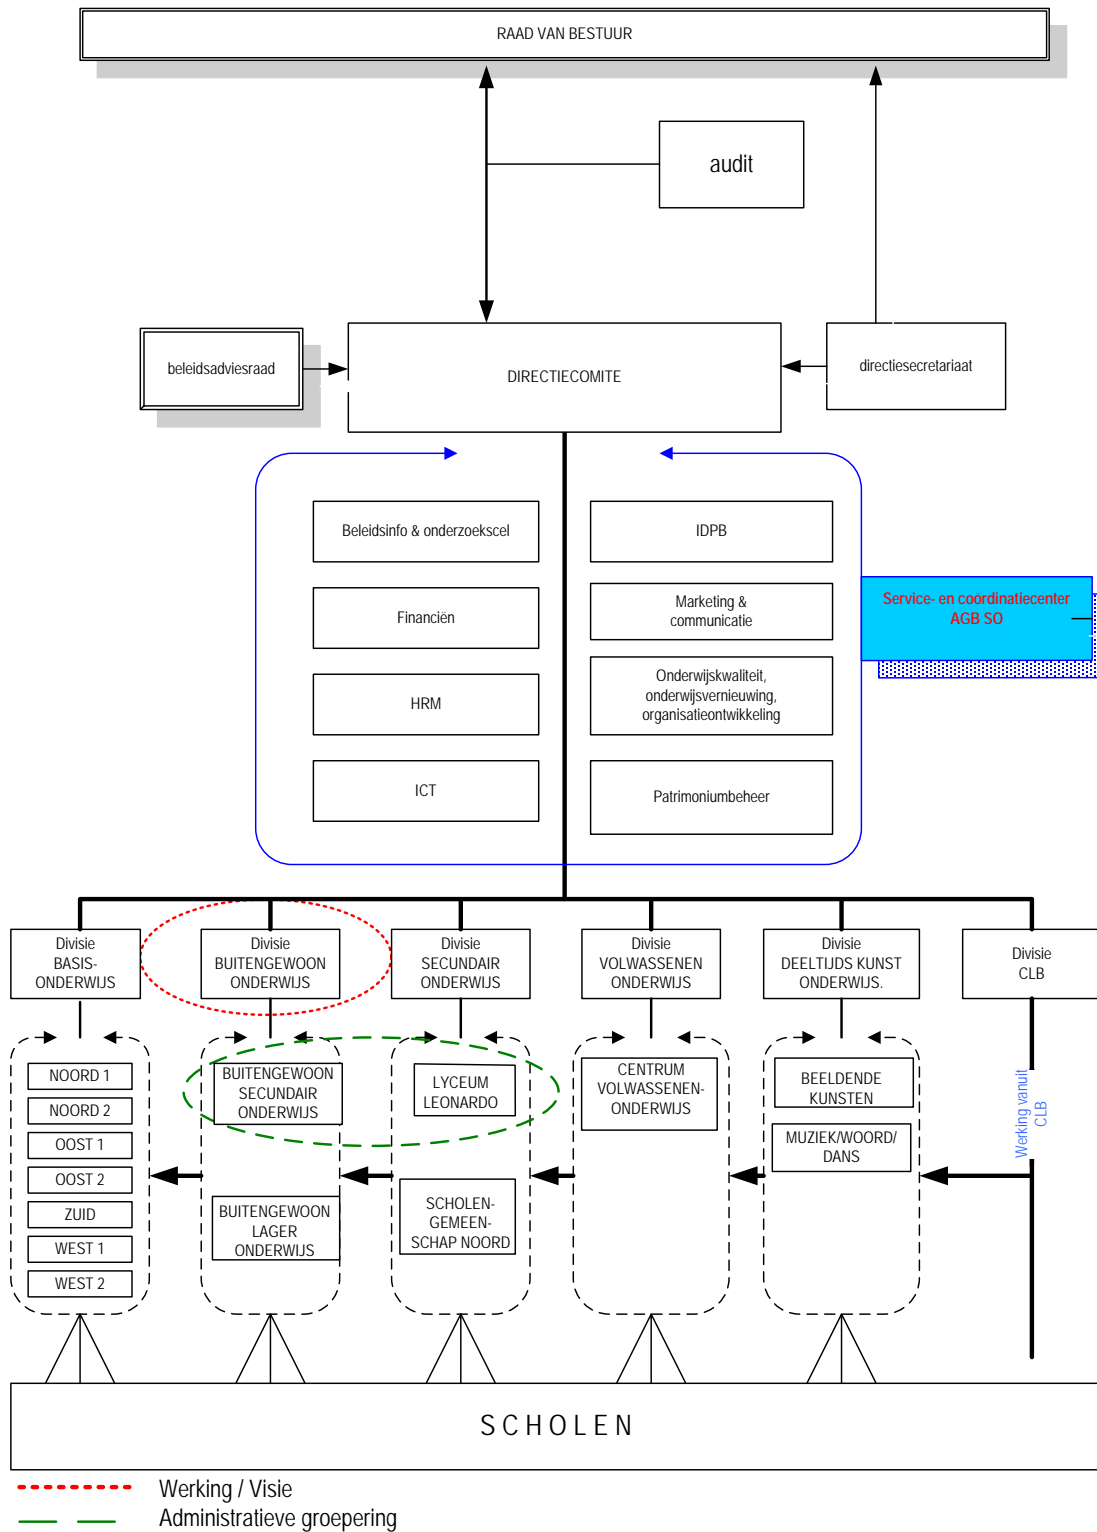 RAAD VAN BESTUUR
audit
beleidsadviesraad
DIRECTIECOMITE
directiesecretariaat
Beleidsinfo & onderzoekscel
IDPB
Financiën
Marketing &
communicatie
Service- en coördinatiecenter
AGB SO
HRM
Onderwijskwaliteit,
onderwijsvernieuwing,
organisatieontwikkeling
ICT
Patrimoniumbeheer
Divisie
BASIS-
ONDERWIJS
Divisie
BUITENGEWOON
ONDERWIJS
Divisie
SECUNDAIR
ONDERWIJS
Divisie
VOLWASSENEN
ONDERWIJS
Divisie
DEELTIJDS KUNST
ONDERWIJS.
Divisie
CLB
NOORD 1
NOORD 2
OOST 1
OOST 2
ZUID
WEST 1
WEST 2
BUITENGEWOON
SECUNDAIR
ONDERWIJS
BUITENGEWOON
LAGER
ONDERWIJS
LYCEUM
LEONARDO
SCHOLEN-
GEMEEN-
SCHAP NOORD
CENTRUM
VOLWASSENEN-
ONDERWIJS
BEELDENDE
KUNSTEN
MUZIEK/WOORD/
DANS
Werking vanuit
CLB
SCHOLEN
Werking / Visie
Administratieve groepering